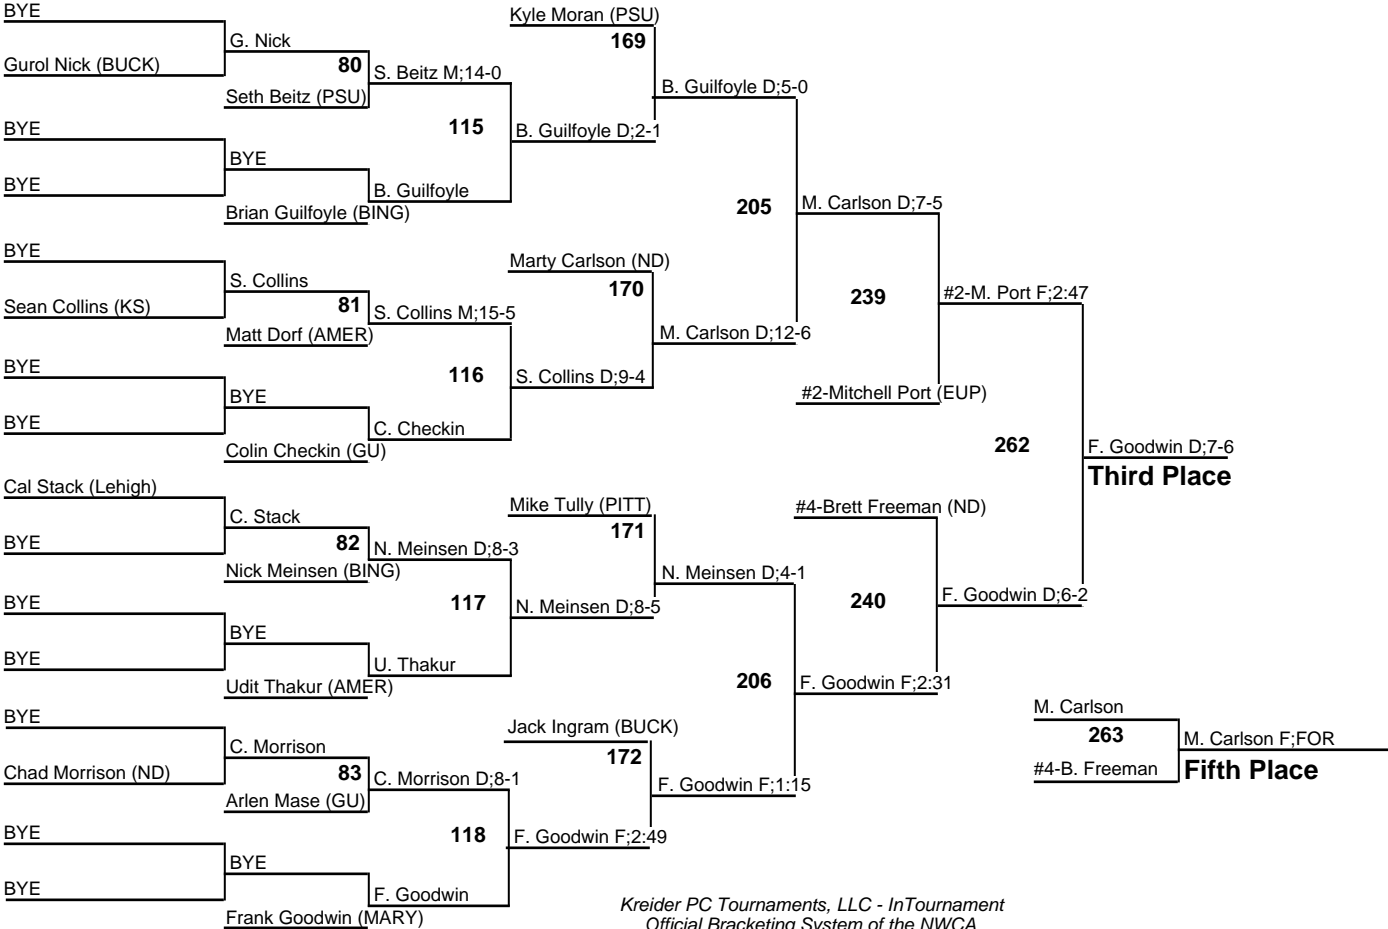 BYE
Kyle Moran (PSU)
G. Nick
169
Gurol Nick (BUCK)
80
S. Beitz M;14-0
B. Guilfoyle D;5-0
Seth Beitz (PSU)
BYE
115
B. Guilfoyle D;2-1
BYE
BYE
B. Guilfoyle
Brian Guilfoyle (BING)
205
M. Carlson D;7-5
BYE
Marty Carlson (ND)
S. Collins
170
239
#2-M. Port F;2:47
Sean Collins (KS)
81
S. Collins M;15-5
Matt Dorf (AMER)
M. Carlson D;12-6
BYE
116
S. Collins D;9-4
BYE
#2-Mitchell Port (EUP)
BYE
C. Checkin
Colin Checkin (GU)
262
F. Goodwin D;7-6
Third Place
Cal Stack (Lehigh)
Mike Tully (PITT)
#4-Brett Freeman (ND)
C. Stack
171
BYE
82
N. Meinsen D;8-3
Nick Meinsen (BING)
N. Meinsen D;4-1
BYE
117
N. Meinsen D;8-5
240
F. Goodwin D;6-2
BYE
BYE
U. Thakur
Udit Thakur (AMER)
206
F. Goodwin F;2:31
BYE
Jack Ingram (BUCK)
M. Carlson
C. Morrison
172
263
M. Carlson F;FOR
Chad Morrison (ND)
83
C. Morrison D;8-1
#4-B. Freeman
Fifth Place
Arlen Mase (GU)
F. Goodwin F;1:15
BYE
118
F. Goodwin F;2:49
BYE
BYE
F. Goodwin
Frank Goodwin (MARY)
Kreider PC Tournaments, LLC - InTournament
Official Bracketing System of the NWCA